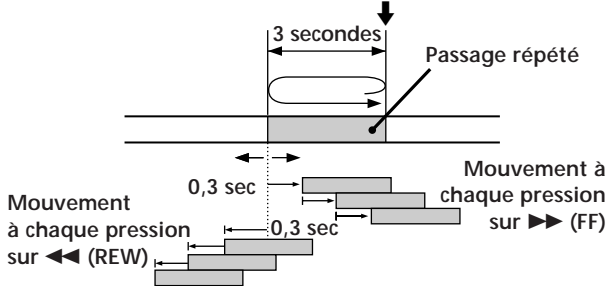 3 secondes
Passage répété
0,3 sec
Mouvement à
chaque pression
sur ▶▶ (FF)
Mouvement
à chaque pression
sur ◀◀ (REW)
0,3 sec